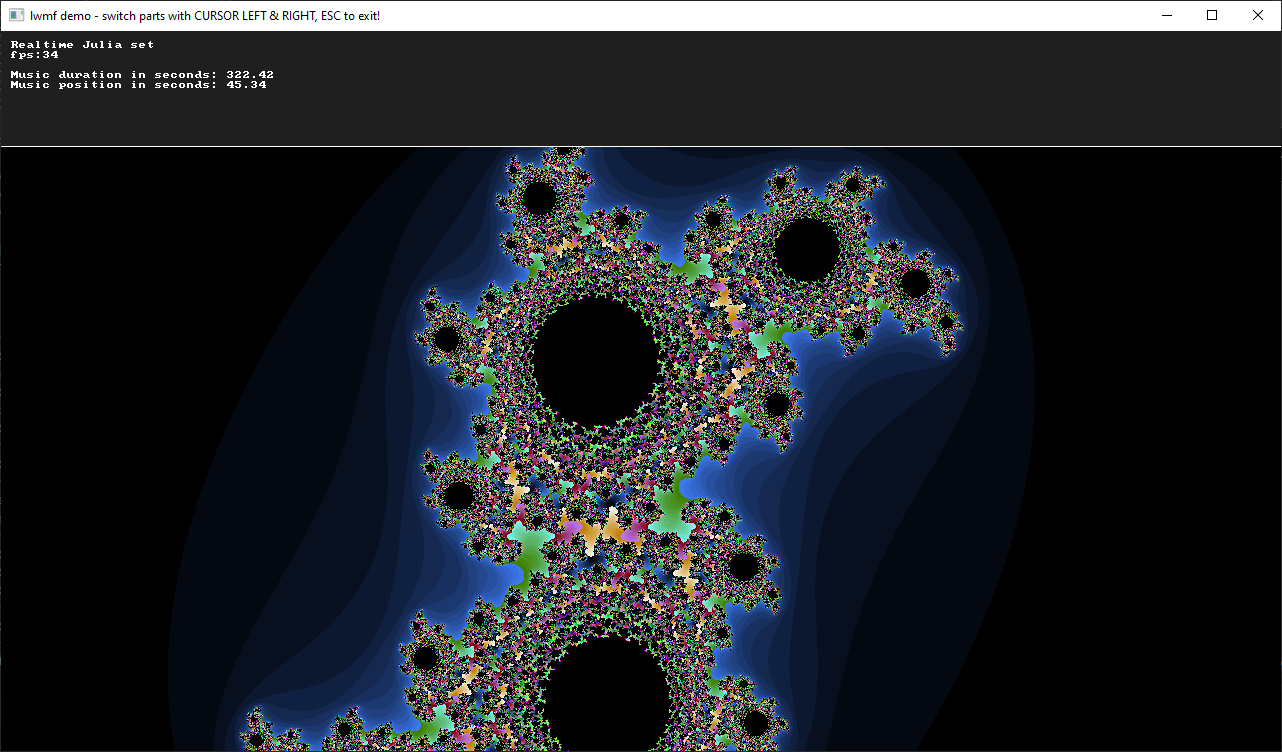 lwmf demo - switch parts with CURSOR LEFT & RIGHT, ESC to exit!
Realtime Julia set
fps:34
Music duration in seconds: 322.42
Music position in seconds: 45.34